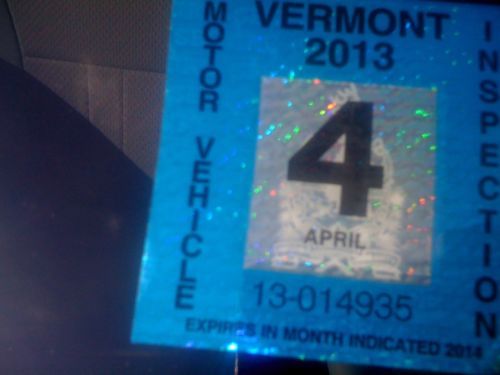 VERMONT
2013
MOTOR VEHICLE
INSPECTION
4
APRIL
13-014935
EXPIRES IN MONTH INDICATED 2014